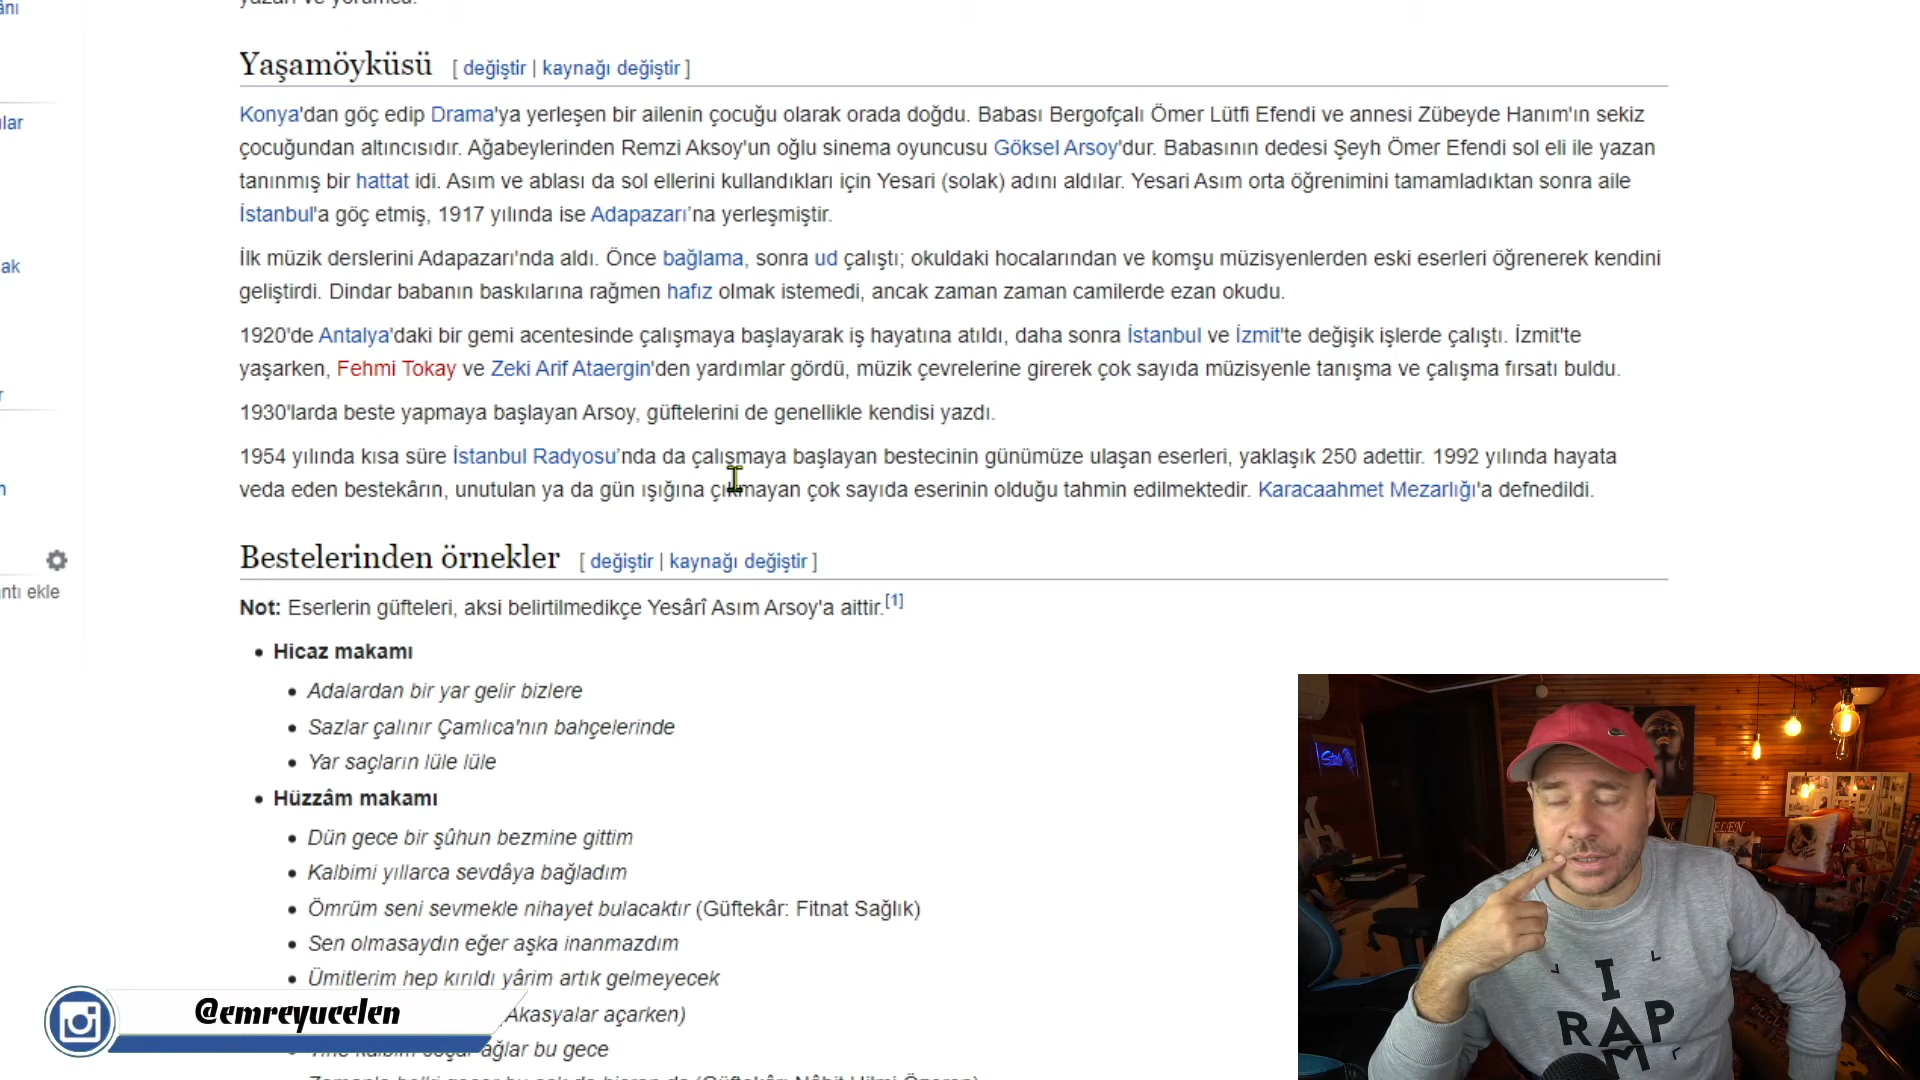 Yaşamöyküsü [ değiştir | kaynağı değiştir ]
Konya'dan göç edip Drama'ya yerleşen bir ailenin çocuğu olarak orada doğdu. Babası Bergofçalı Ömer Lütfi Efendi ve annesi Zübeyde Hanım'ın sekiz
çocuğundan altıncısıdır. Ağabeylerinden Remzi Aksoy'un oğlu sinema oyuncusu Göksel Arsoy'dur. Babasının dedesi Şeyh Ömer Efendi sol eli ile yazan
tanınmış bir hattat idi. Asım ve ablası da sol ellerini kullandıkları için Yesari (solak) adını aldılar. Yesari Asım orta öğrenimini tamamladıktan sonra aile
İstanbul'a göç etmiş, 1917 yılında ise Adapazarı'na yerleşmiştir.
İlk müzik derslerini Adapazarı'nda aldı. Önce bağlama, sonra ud çalıştı; okuldaki hocalarından ve komşu müzisyenlerden eski eserleri öğrenerek kendini
geliştirdi. Dindar babanın baskılarına rağmen hafız olmak istemedi, ancak zaman zaman camilerde ezan okudu.
1920'de Antalya'daki bir gemi acentesinde çalışmaya başlayarak iş hayatına atıldı, daha sonra İstanbul ve İzmit'te değişik işlerde çalıştı. İzmit'te
yaşarken, Fehmi Tokay ve Zeki Arif Ataergin'den yardımlar gördü, müzik çevrelerine girerek çok sayıda müzisyenle tanışma ve çalışma fırsatı buldu.
1930'larda beste yapmaya başlayan Arsoy, güftelerini de genellikle kendisi yazdı.
1954 yılında kısa süre İstanbul Radyosu'nda da çalışmaya başlayan bestecinin günümüze ulaşan eserleri, yaklaşık 250 adettir. 1992 yılında hayata
veda eden bestekârın, unutulan ya da gün ışığına çıkmayan çok sayıda eserinin olduğu tahmin edilmektedir. Karacaahmet Mezarlığı'a defnedildi.
Bestelerinden örnekler [ değiştir | kaynağı değiştir ]
Not: Eserlerin güfteleri, aksi belirtilmedikçe Yesârî Asım Arsoy'a aittir.[1]
Hicaz makamı
Adalardan bir yar gelir bizlere
Sazlar çalınır Çamlıca'nın bahçelerinde
Yar saçların lüle lüle
Hüzzâm makamı
Dün gece bir şûhun bezmine gittim
Kalbimi yıllarca sevdâya bağladım
Ömrüm seni sevmekle nihayet bulacaktır (Güftekâr: Fitnat Sağlık)
Sen olmasaydın eğer aşka inanmazdım
Ümitlerim hep kırıldı yârim artık gelmeyecek
(Akasyalar açarken)
ağlar bu gece
@emreyucelen
I
RAP
M